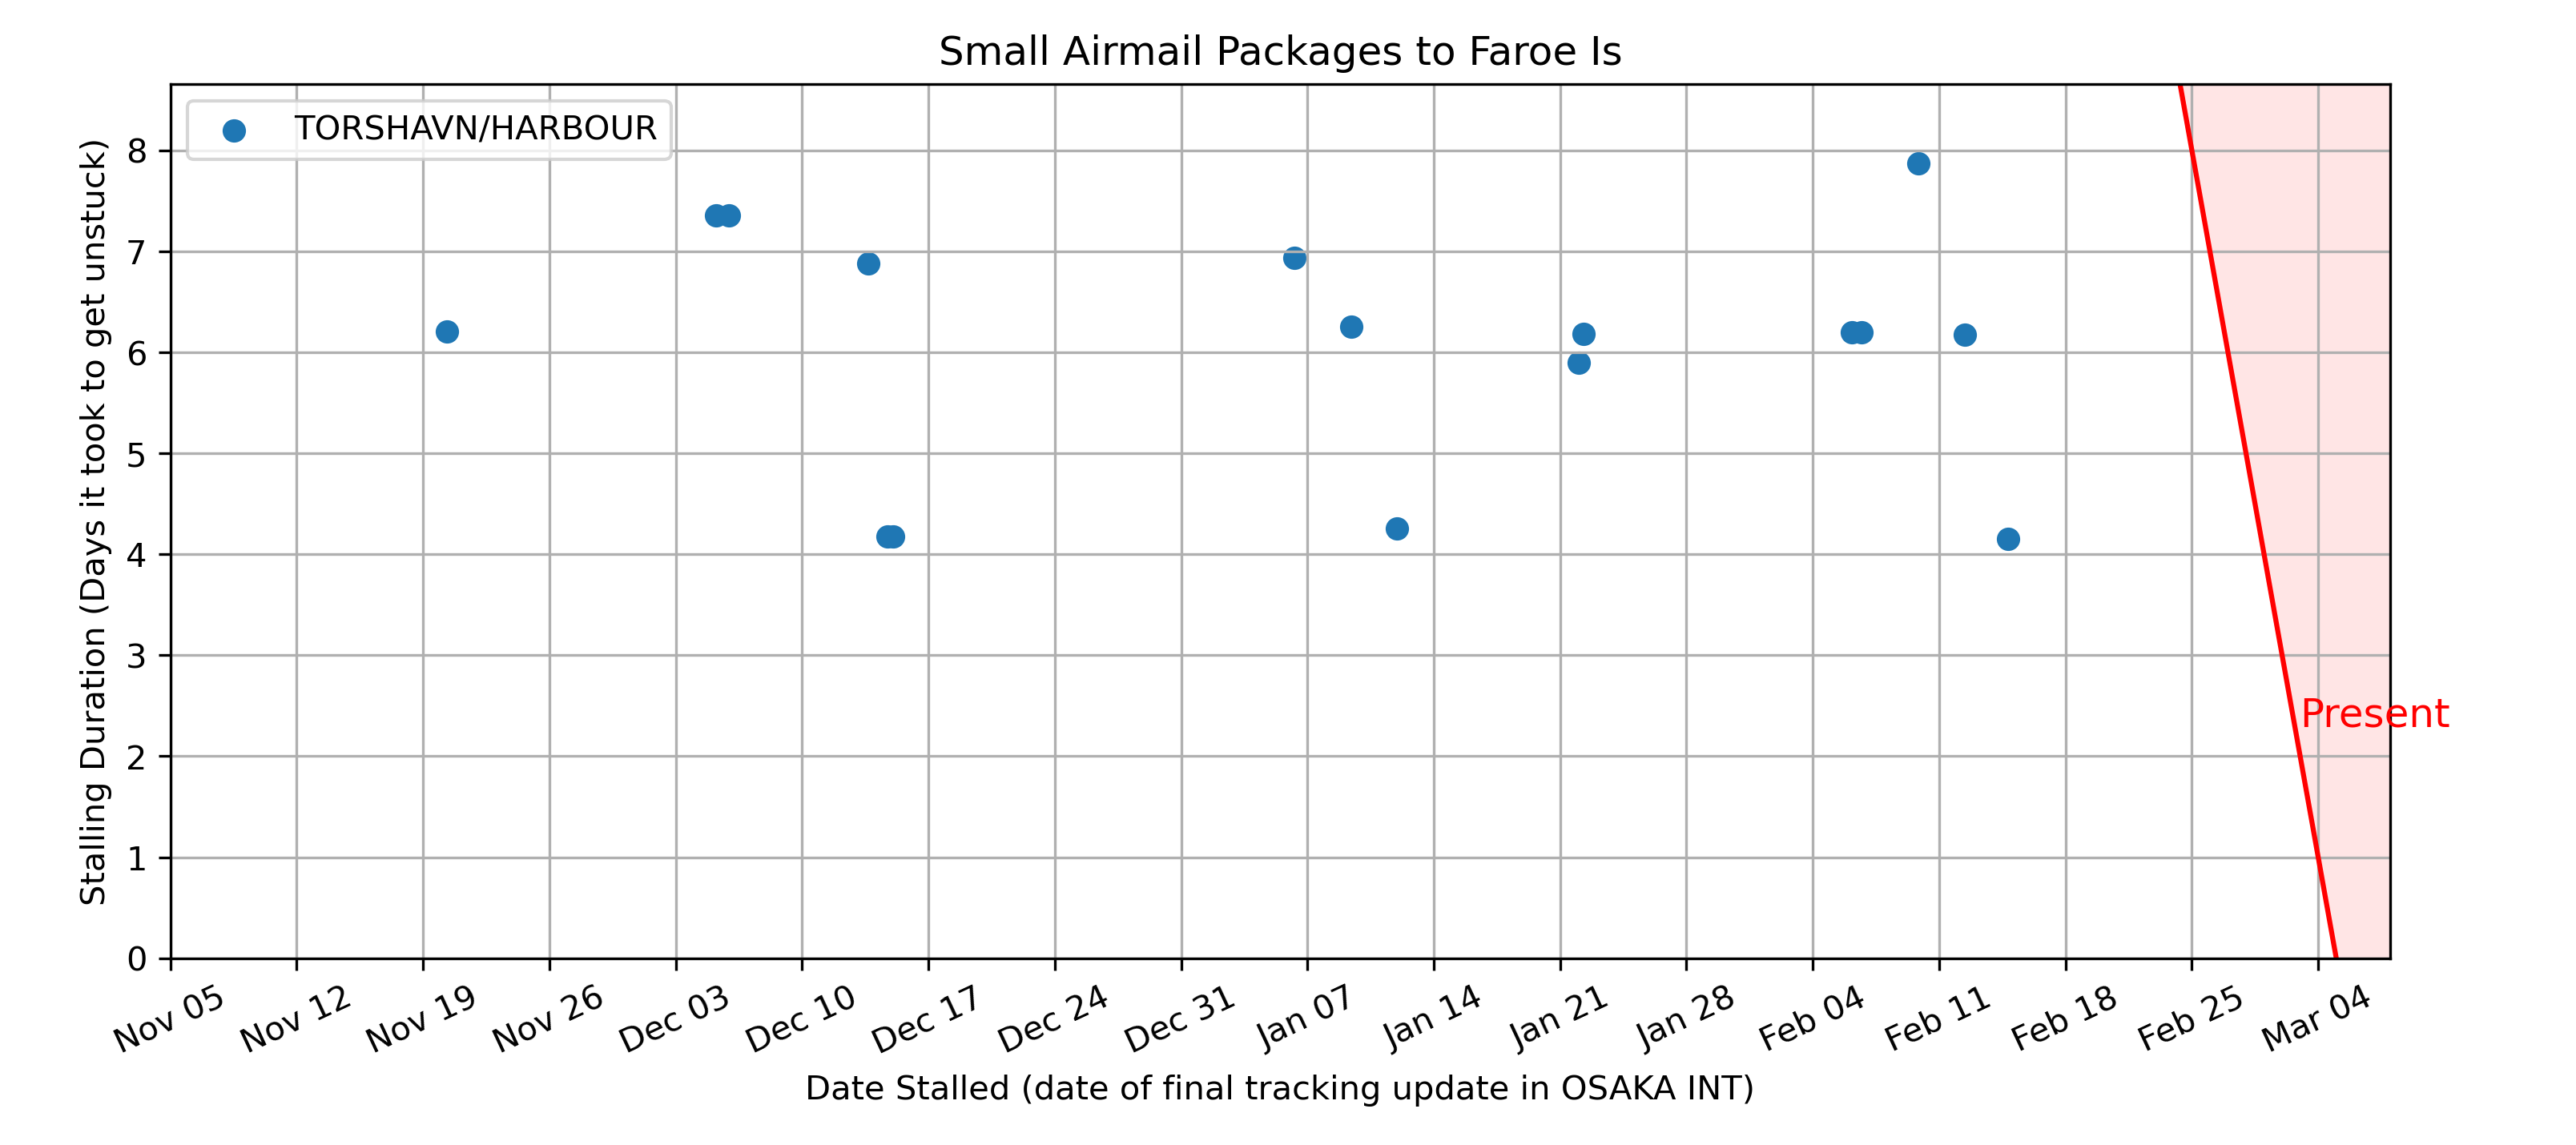 Small Airmail Packages to Faroe Is
TORSHAVN/HARBOUR
Stalling Duration (Days it took to get unstuck)
8
7
6
5
4
3
2
1
0
Present
Nov 05
Nov 12
Nov 19
Nov 26
Dec 03
Dec 10
Dec 17
Dec 24
Dec 31
Jan 07
Jan 14
Jan 21
Jan 28
Feb 04
Feb 11
Feb 18
Feb 25
Mar 04
Date Stalled (date of final tracking update in OSAKA INT)